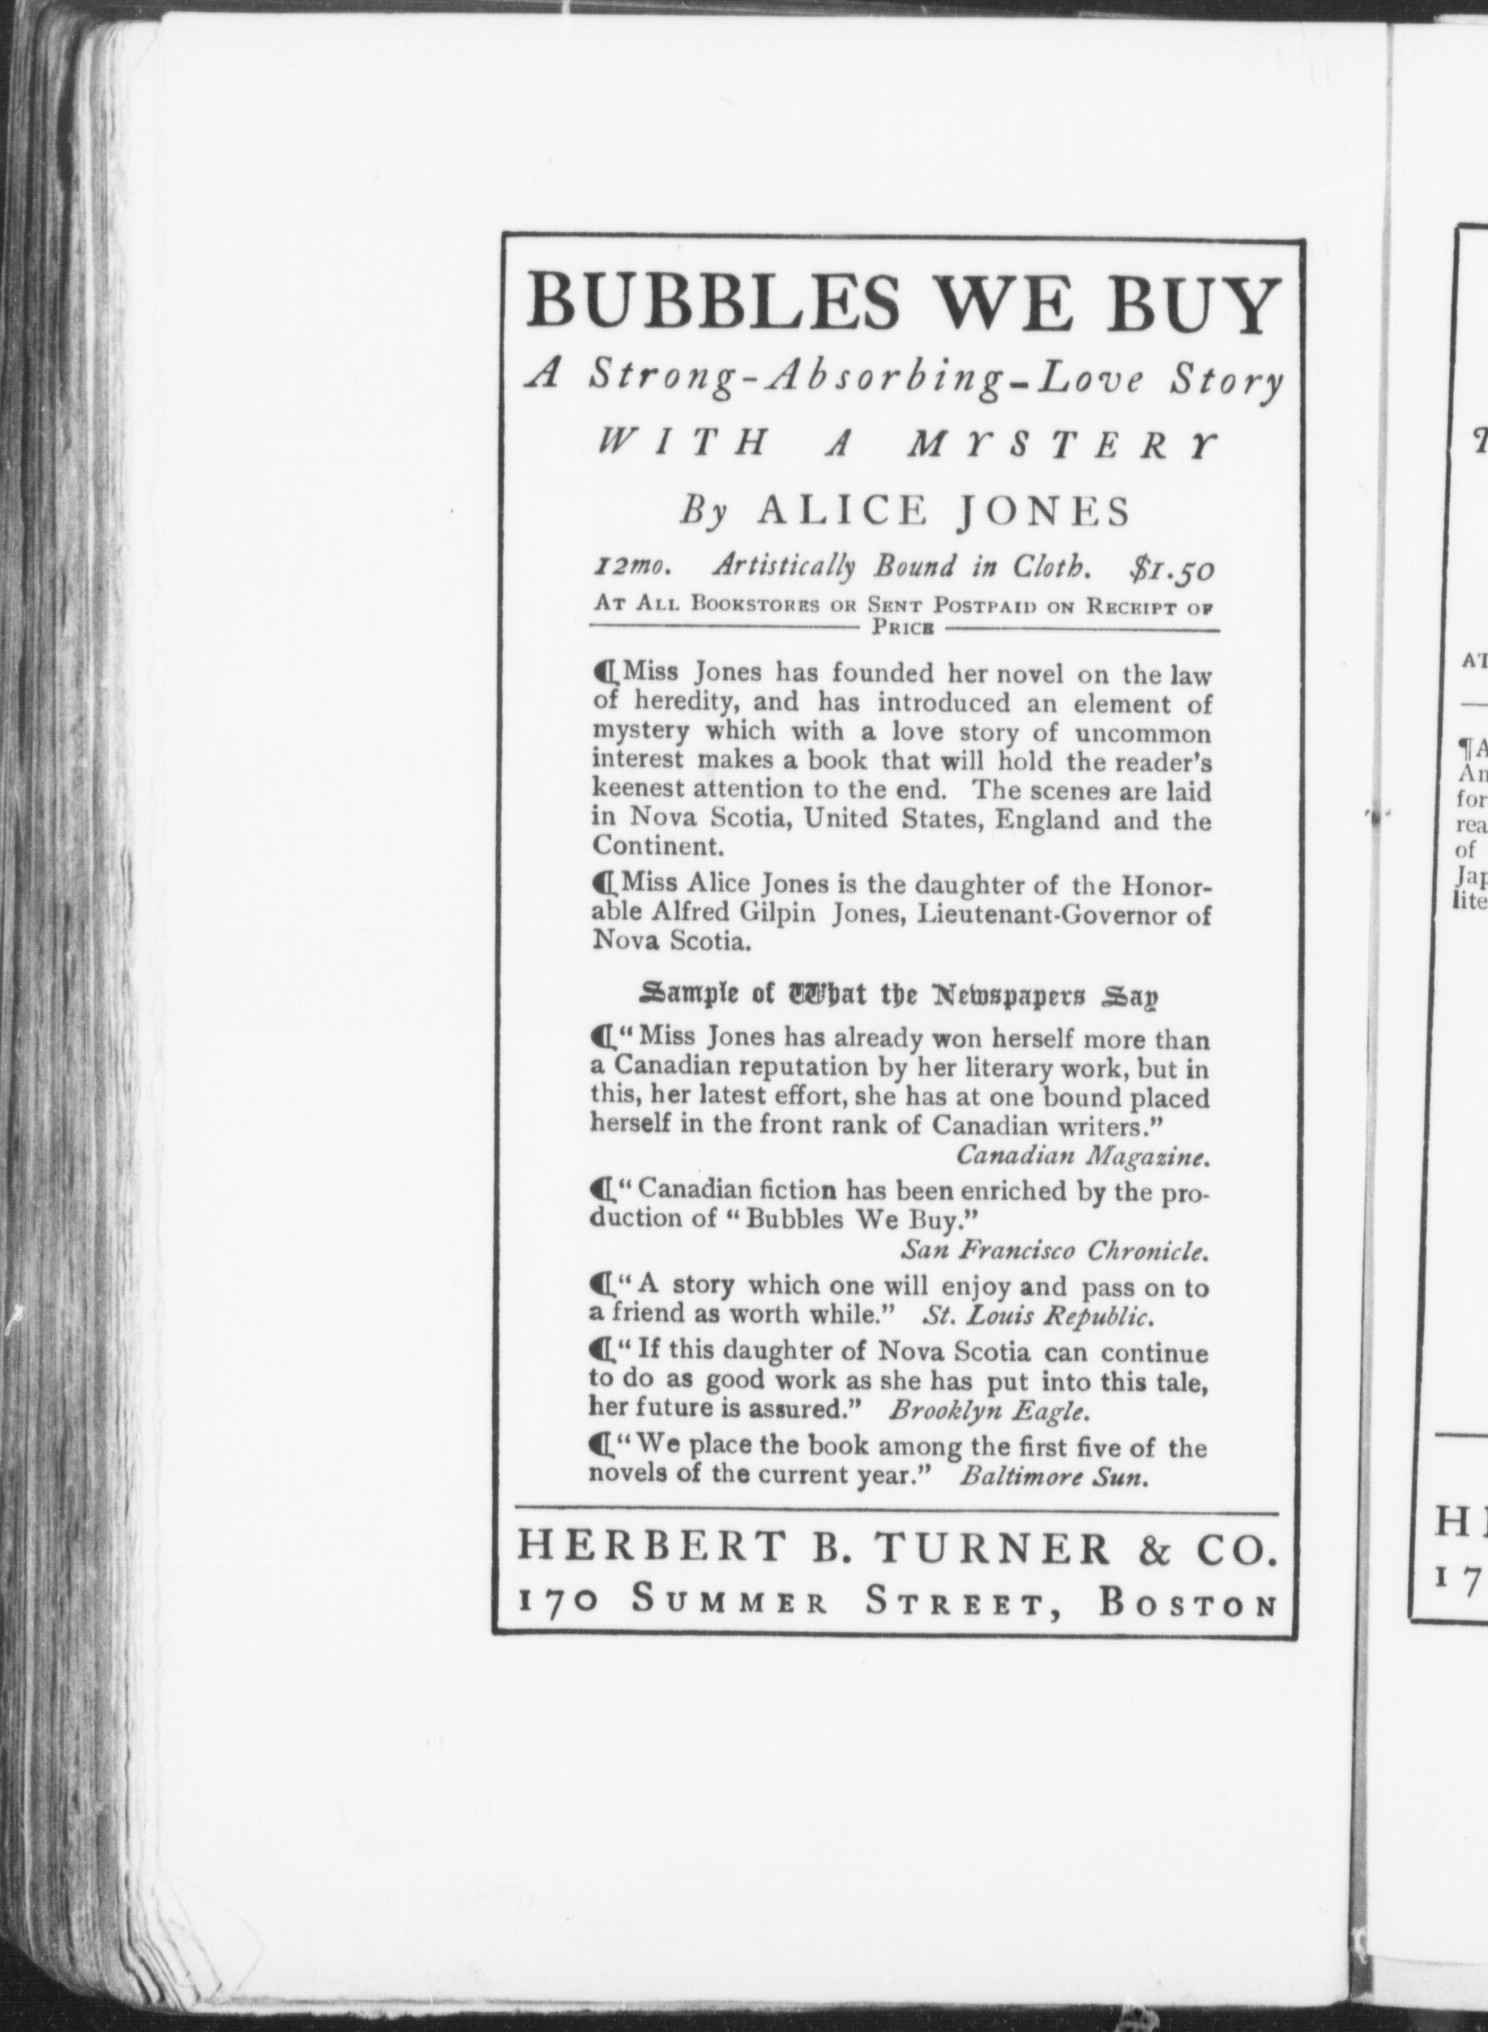 BUBBLES WE BUY
A Strong-Absorbing-Love Story
WITH A MYSTERY
By ALICE JONES
12mo. Artistically Bound in Cloth. $1.50
AT ALL BOOKSTORES OR SENT POSTPAID ON RECEIPT OF
PRICE
¶Miss Jones has founded her novel on the law
of heredity, and has introduced an element of
mystery which with a love story of uncommon
interest makes a book that will hold the reader's
keenest attention to the end. The scenes are laid
in Nova Scotia, United States, England and the
Continent.
¶Miss Alice Jones is the daughter of the Honor-
able Alfred Gilpin Jones, Lieutenant-Governor of
Nova Scotia.
Sample of What the Newspapers Say
¶"Miss Jones has already won herself more than
a Canadian reputation by her literary work, but in
this, her latest effort, she has at one bound placed
herself in the front rank of Canadian writers."
Canadian Magazine.
¶"Canadian fiction has been enriched by the pro-
duction of "Bubbles We Buy."
San Francisco Chronicle.
¶"A story which one will enjoy and pass on to
a friend as worth while." St. Louis Republic.
¶"If this daughter of Nova Scotia can continue
to do as good work as she has put into this tale,
her future is assured." Brooklyn Eagle.
¶"We place the book among the first five of the
novels of the current year." Baltimore Sun.
HERBERT B. TURNER & CO.
170 SUMMER STREET, BOSTON
AT
¶A
An
for
rea
of
Jap
lite
17